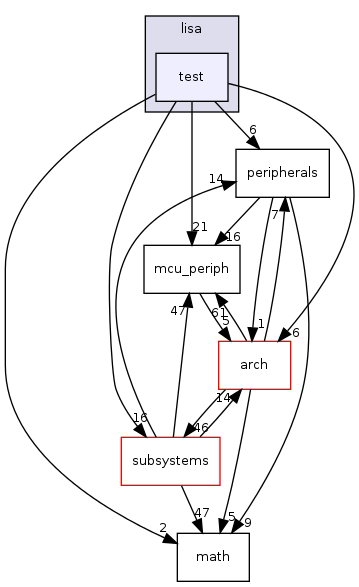 lisa
test
6
peripherals
14
7
21
16
mcu_periph
47
61
5
1
6
arch
14
16
46
subsystems
47
5
9
2
math